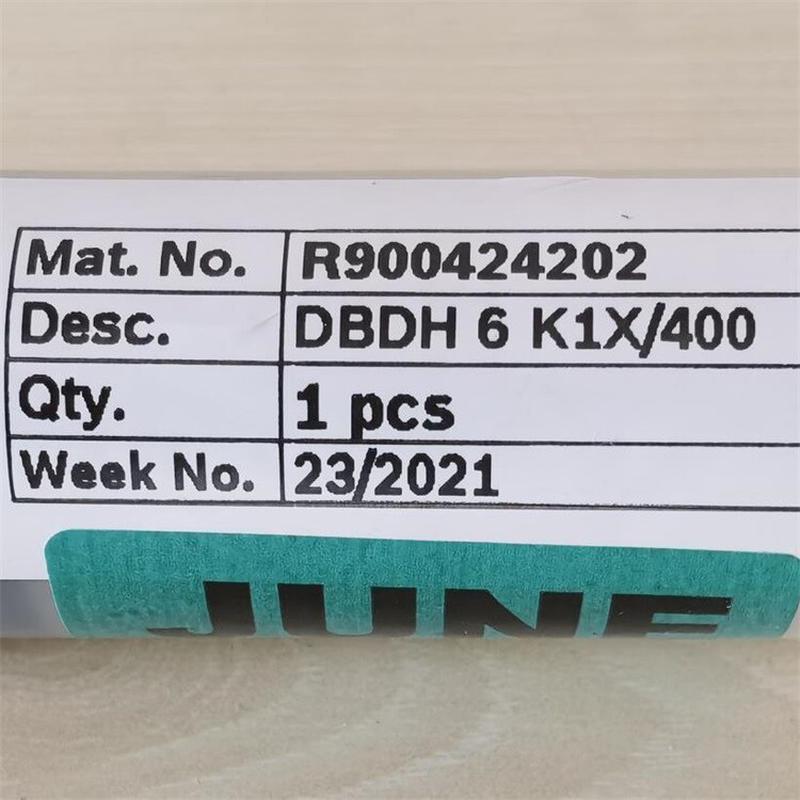 Mat. No. R900424202
Desc. DBDH 6 K1X/400
Qty. 1 pcs
Week No. 23/2021
JUNE